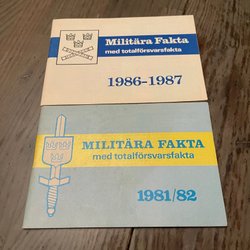 Militära Fakta
med totalförsvarsfakta
1986-1987
MILITÄRA FAKTA
med totalförsvarsfakta
1981/82